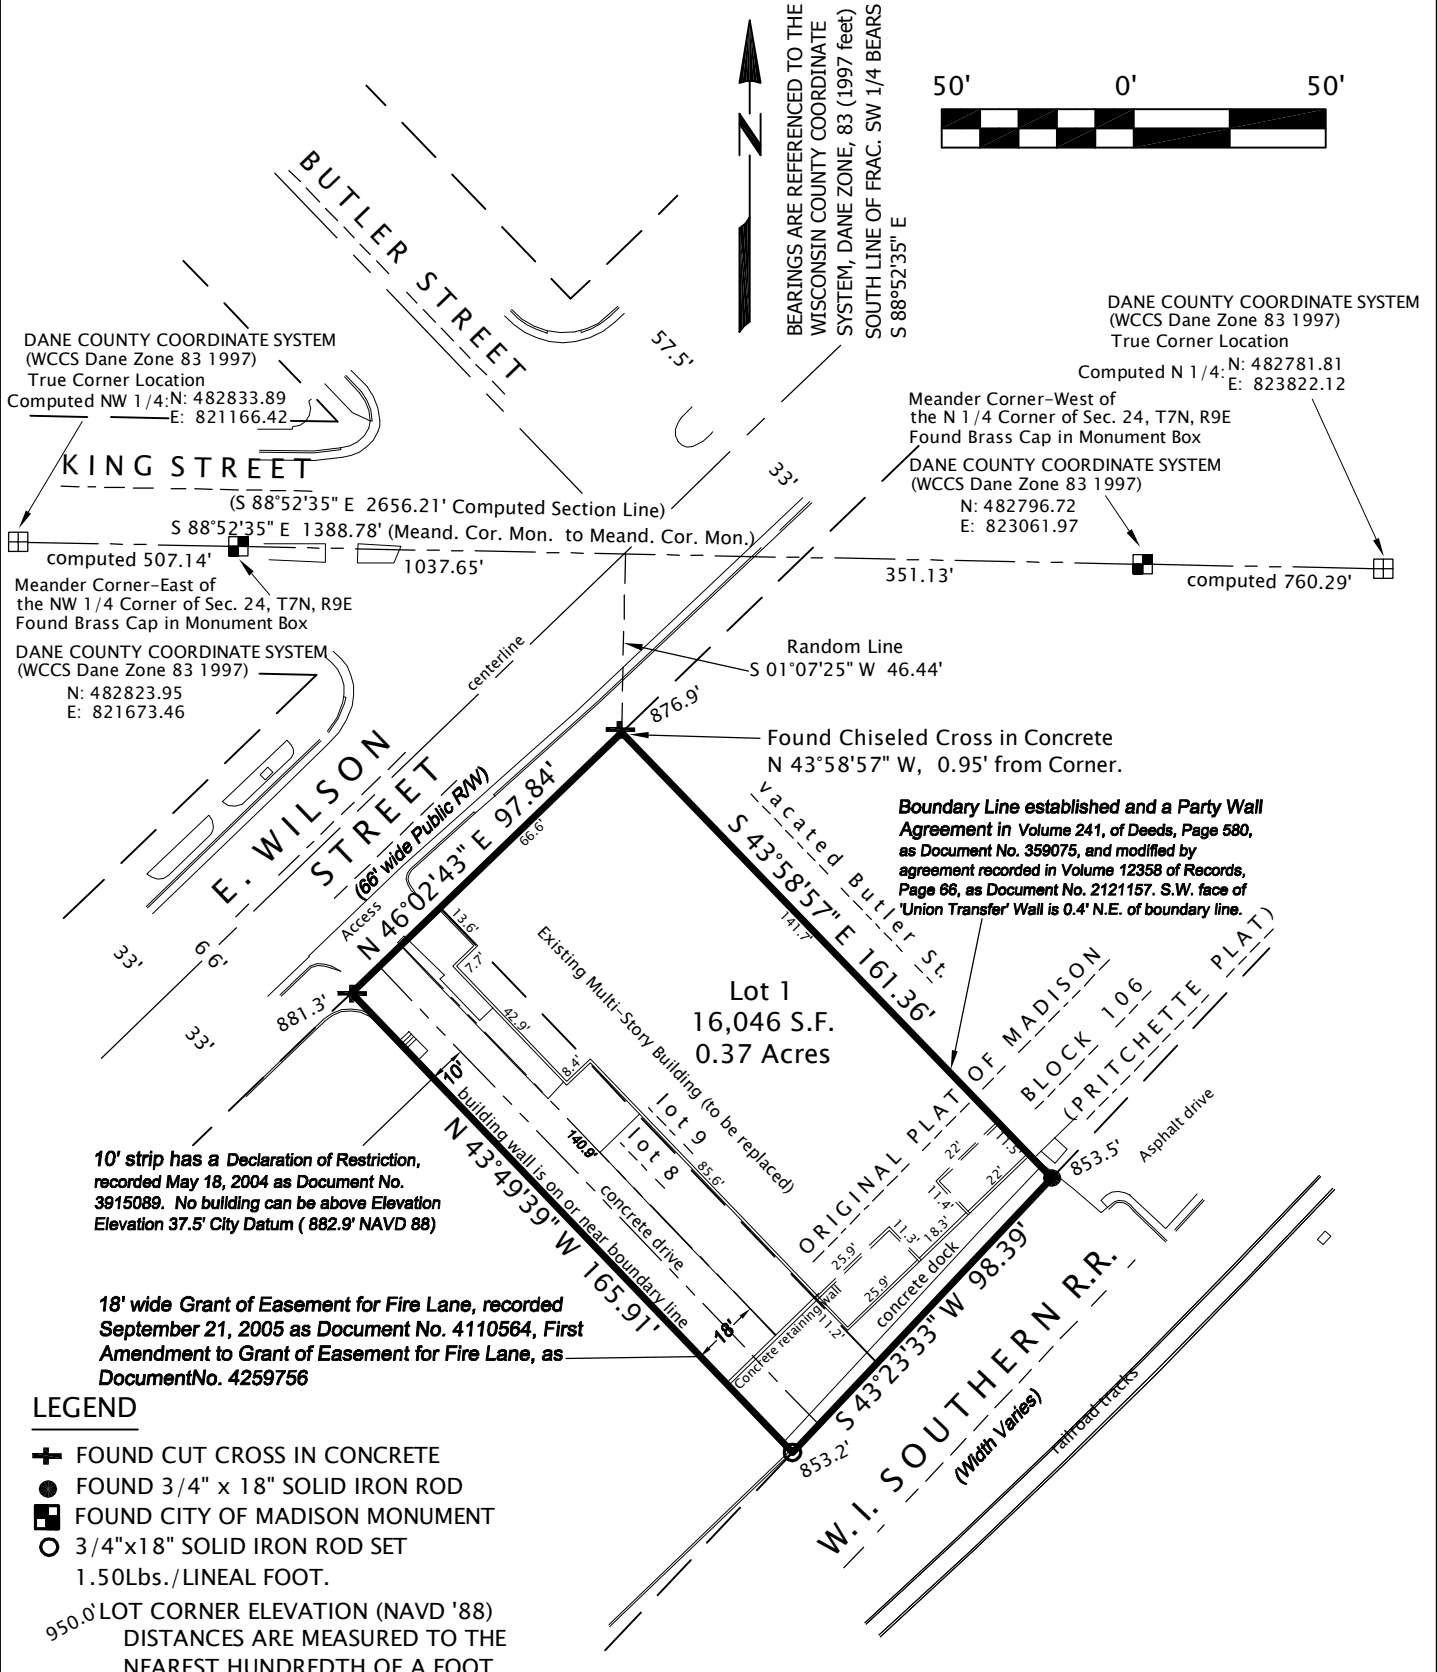 BEARINGS ARE REFERENCED TO THE
WISCONSIN COUNTY COORDINATE
SYSTEM, DANE ZONE, 83 (1997 feet)
SOUTH LINE OF FRAC. SW 1/4 BEARS
S 88°52'35" E
N
50' 0' 50'
BUTLER STREET
57.5'
DANE COUNTY COORDINATE SYSTEM
(WCCS Dane Zone 83 1997)
True Corner Location
Computed NW 1/4: N: 482833.89
E: 821166.42
DANE COUNTY COORDINATE SYSTEM
(WCCS Dane Zone 83 1997)
True Corner Location
Computed N 1/4: N: 482781.81
E: 823822.12
Meander Corner-West of
the N 1/4 Corner of Sec. 24, T7N, R9E
Found Brass Cap in Monument Box
DANE COUNTY COORDINATE SYSTEM
(WCCS Dane Zone 83 1997)
N: 482796.72
E: 823061.97
KING STREET
33'
(S 88°52'35" E 2656.21' Computed Section Line)
S 88°52'35" E 1388.78' (Meand. Cor. Mon. to Meand. Cor. Mon.)
computed 507.14'
1037.65'
351.13'
computed 760.29'
Meander Corner-East of
the NW 1/4 Corner of Sec. 24, T7N, R9E
Found Brass Cap in Monument Box
DANE COUNTY COORDINATE SYSTEM
(WCCS Dane Zone 83 1997)
N: 482823.95
E: 821673.46
centerline
Random Line
S 01°07'25" W 46.44'
876.9'
Found Chiseled Cross in Concrete
N 43°58'57" W, 0.95' from Corner.
E. WILSON
STREET
(66' wide Public R/W)
Access
N 46°02'43" E 97.84'
66.6'
vacated Butler St.
S 43°58'57" E 161.36'
141.7'
Boundary Line established and a Party Wall
Agreement in Volume 241, of Deeds, Page 580,
as Document No. 359075, and modified by
agreement recorded in Volume 12358 of Records,
Page 66, as Document No. 2121157. S.W. face of
'Union Transfer' Wall is 0.4' N.E. of boundary line.
33'
66'
33'
881.3'
13.6'
7.7'
42.9'
8.4'
Existing Multi-Story Building (to be replaced)
Lot 1
16,046 S.F.
0.37 Acres
ORIGINAL PLAT OF MADISON
BLOCK 106
(PRITCHETTE PLAT)
Asphalt drive
853.5'
10'
building wall is on or near boundary line
N 43°49'39" W 165.91'
140.9'
lot 9
lot 8
85.6'
concrete drive
22'
11.5'
11.4'
22'
11.3'
18.3'
25.9'
25.9'
11.2'
concrete dock
Concrete retaining wall
S 43°23'33" W 98.39'
10' strip has a Declaration of Restriction,
recorded May 18, 2004 as Document No.
3915089. No building can be above Elevation
Elevation 37.5' City Datum ( 882.9' NAVD 88)
18' wide Grant of Easement for Fire Lane, recorded
September 21, 2005 as Document No. 4110564, First
Amendment to Grant of Easement for Fire Lane, as
DocumentNo. 4259756
18'
853.2'
W. I. SOUTHERN R.R.
(Width Varies)
railroad tracks
LEGEND
FOUND CUT CROSS IN CONCRETE
FOUND 3/4" x 18" SOLID IRON ROD
FOUND CITY OF MADISON MONUMENT
3/4"x18" SOLID IRON ROD SET
1.50Lbs./LINEAL FOOT.
950.0' LOT CORNER ELEVATION (NAVD '88)
DISTANCES ARE MEASURED TO THE
NEAREST HUNDREDTH OF A FOOT